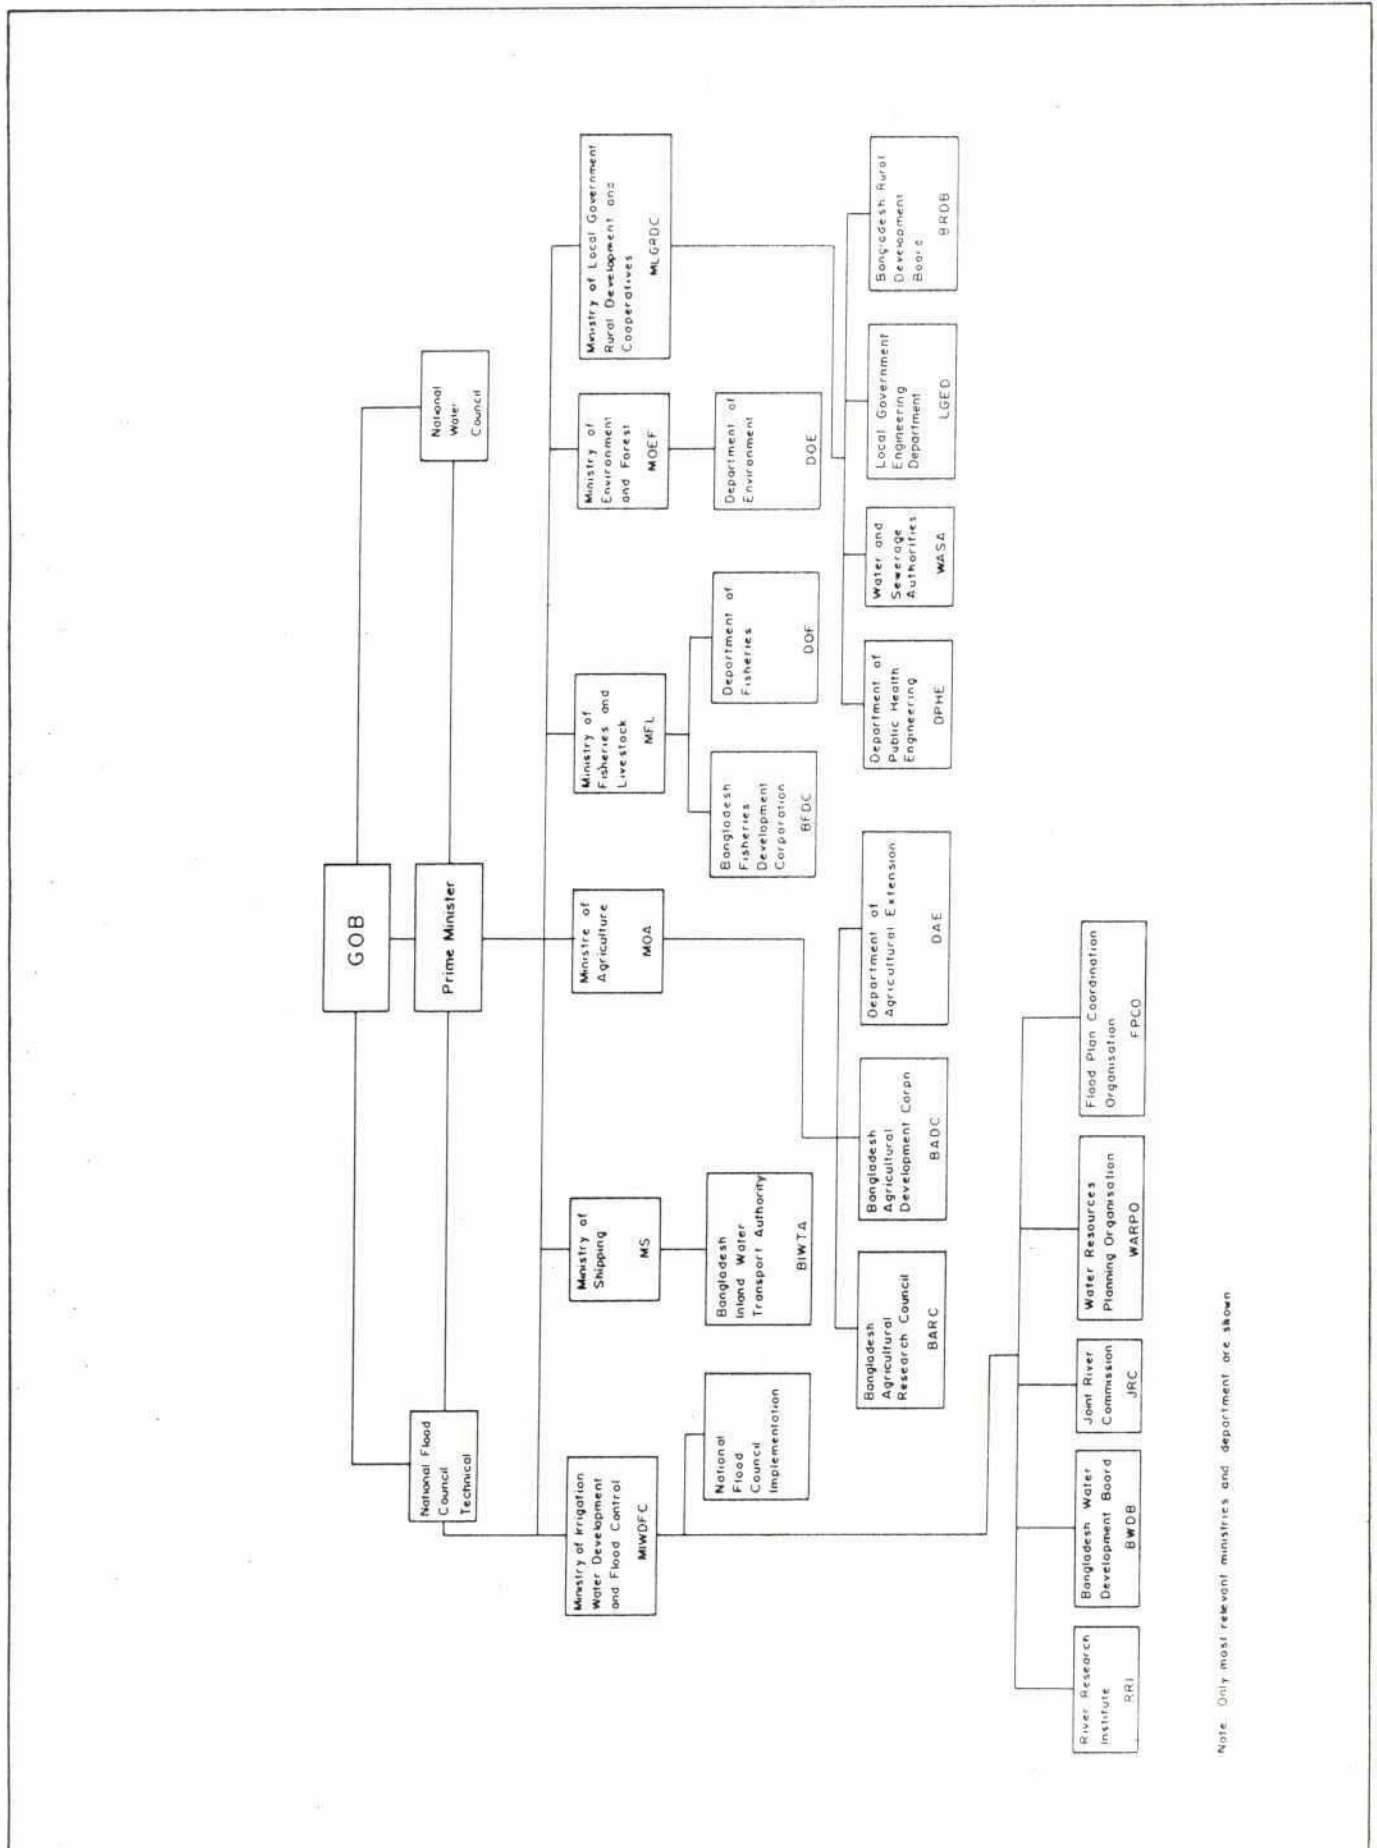 GOB
Prime Minister
National Flood
Council
Technical
National
Water
Council
Ministry of Irrigation
Water Development
and Flood Control
MIWDFC
Ministry of
Shipping
MS
Ministre of
Agriculture
MOA
Ministry of
Fisheries and
Livestock
MFL
Ministry of
Environment
and Forest
MOEF
Ministry of Local Government
Rural Development and
Cooperatives
MLGRDC
National
Flood
Council
Implementation
Bangladesh
Inland Water
Transport Authority
BIWTA
Bangladesh
Fisheries
Development
Corporation
BFDC
Department of
Fisheries
DOF
Department of
Environment
DOE
Bangladesh
Agricultural
Research Council
BARC
Bangladesh
Agricultural
Development Corpn
BADC
Department of
Agricultural Extension
DAE
Department of
Public Health
Engineering
DPHE
Water and
Sewerage
Authorities
WASA
Local Government
Engineering
Department
LGED
Bangladesh Rural
Development
Board
BRDB
River Research
Institute
RRI
Bangladesh Water
Development Board
BWDB
Joint River
Commission
JRC
Water Resources
Planning Organisation
WARPO
Flood Plan Coordination
Organisation
FPCO
Note Only most relevant ministries and department are shown